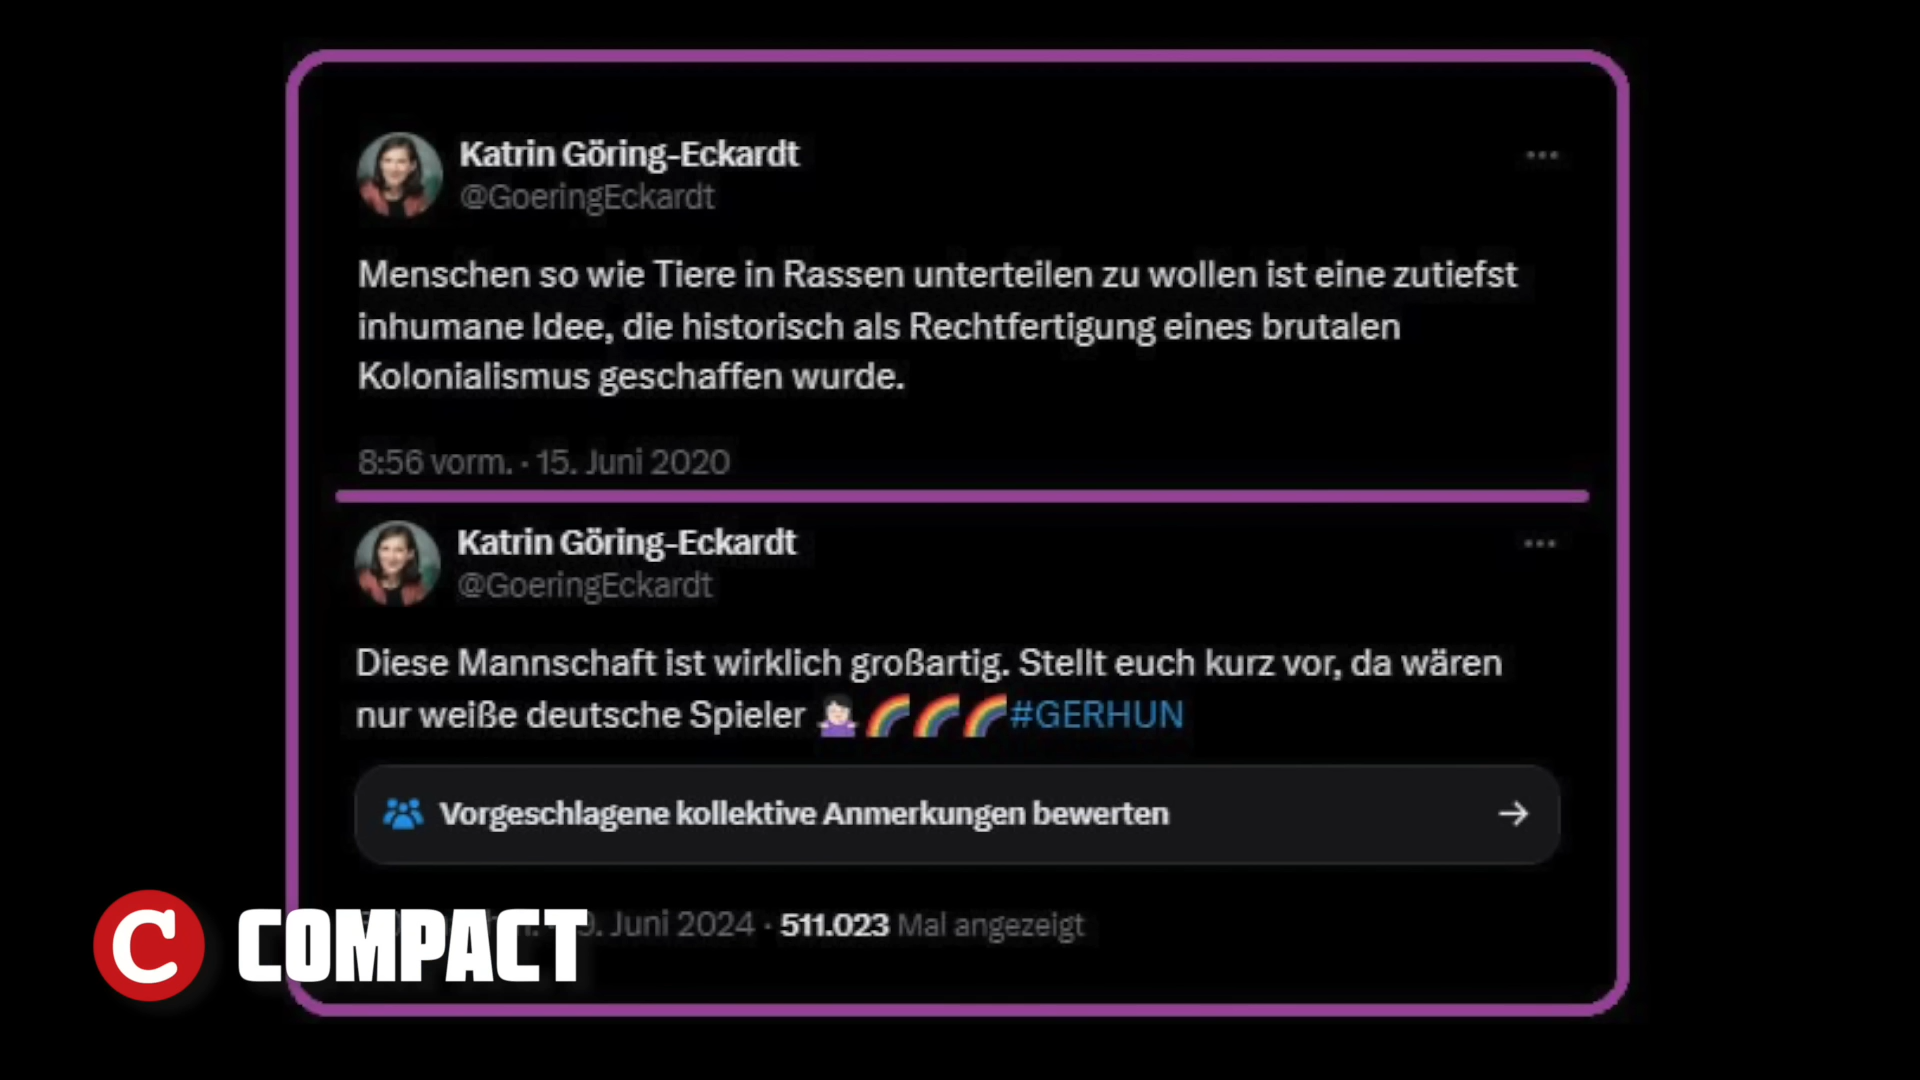 Katrin Göring-Eckardt
@GoeringEckardt
Menschen so wie Tiere in Rassen unterteilen zu wollen ist eine zutiefst
inhumane Idee, die historisch als Rechtfertigung eines brutalen
Kolonialismus geschaffen wurde.
8:56 vorm. · 15. Juni 2020
Katrin Göring-Eckardt
@GoeringEckardt
Diese Mannschaft ist wirklich großartig. Stellt euch kurz vor, da wären
nur weiße deutsche Spieler 🤷🏻‍♀️🌈🌈🌈#GERHUN
Vorgeschlagene kollektive Anmerkungen bewerten
Juni 2024 · 511.023 Mal angezeigt
C COMPACT